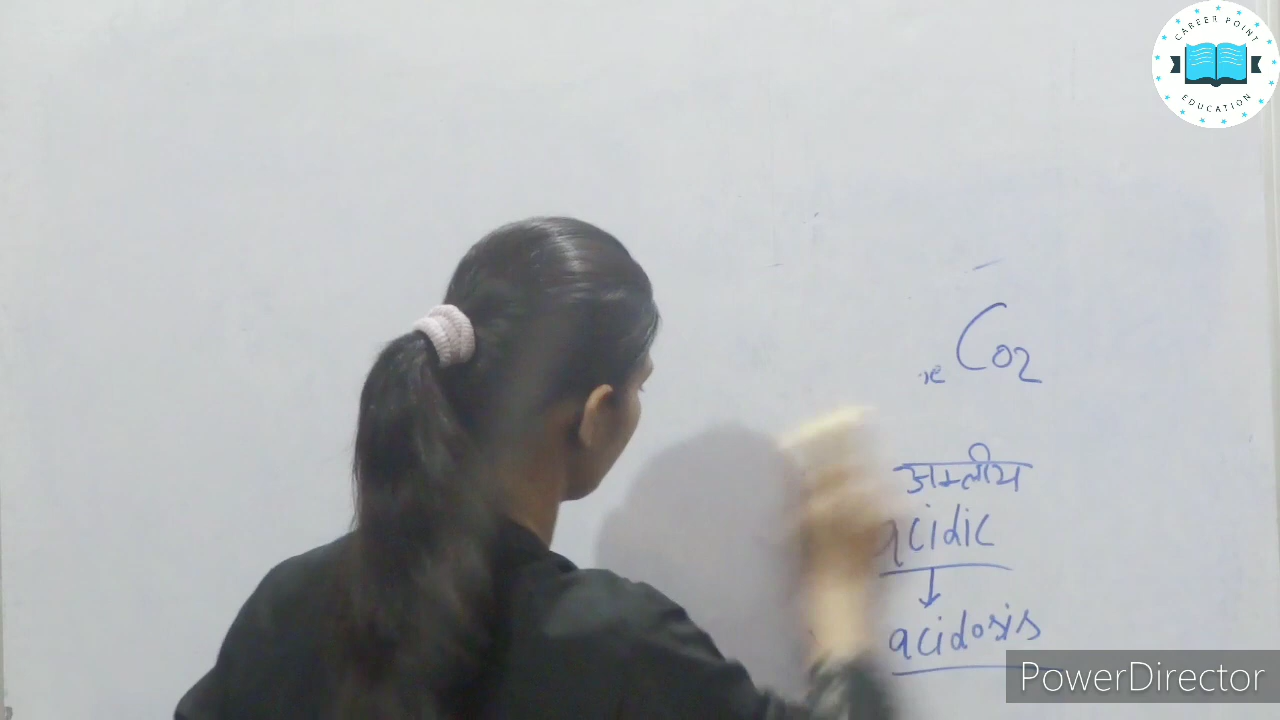 CAREER POINT
EDUCATION
CO2
अम्लीय
acidic
acidosis
PowerDirector